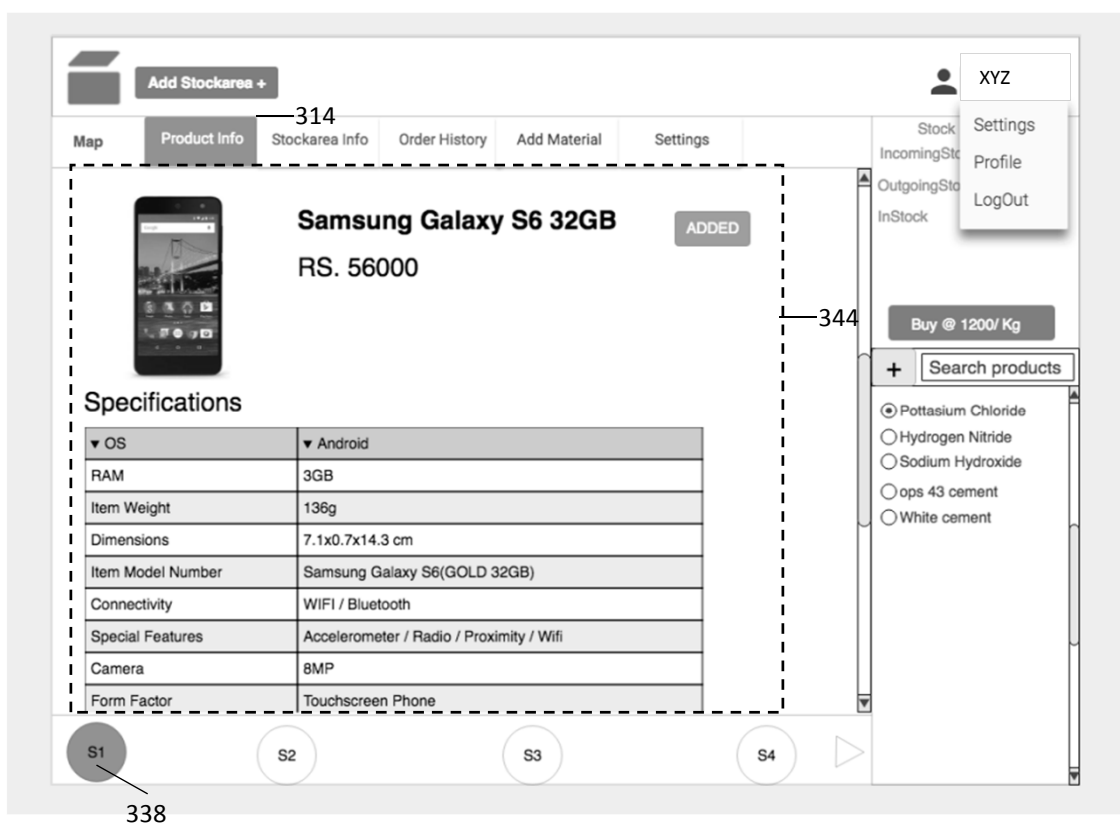 Add Stockarea +
XYZ
314
Map
Product Info
Stockarea Info
Order History
Add Material
Settings
Stock
IncomingSto
OutgoingSto
InStock
Settings
Profile
LogOut
Samsung Galaxy S6 32GB
ADDED
RS. 56000
344
Buy @ 1200/ Kg
+ Search products
Specifications
▼ OS ▼ Android
RAM 3GB
Item Weight 136g
Dimensions 7.1x0.7x14.3 cm
Item Model Number Samsung Galaxy S6(GOLD 32GB)
Connectivity WIFI / Bluetooth
Special Features Accelerometer / Radio / Proximity / Wifi
Camera 8MP
Form Factor Touchscreen Phone
Pottasium Chloride
Hydrogen Nitride
Sodium Hydroxide
ops 43 cement
White cement
S1
S2
S3
S4
338